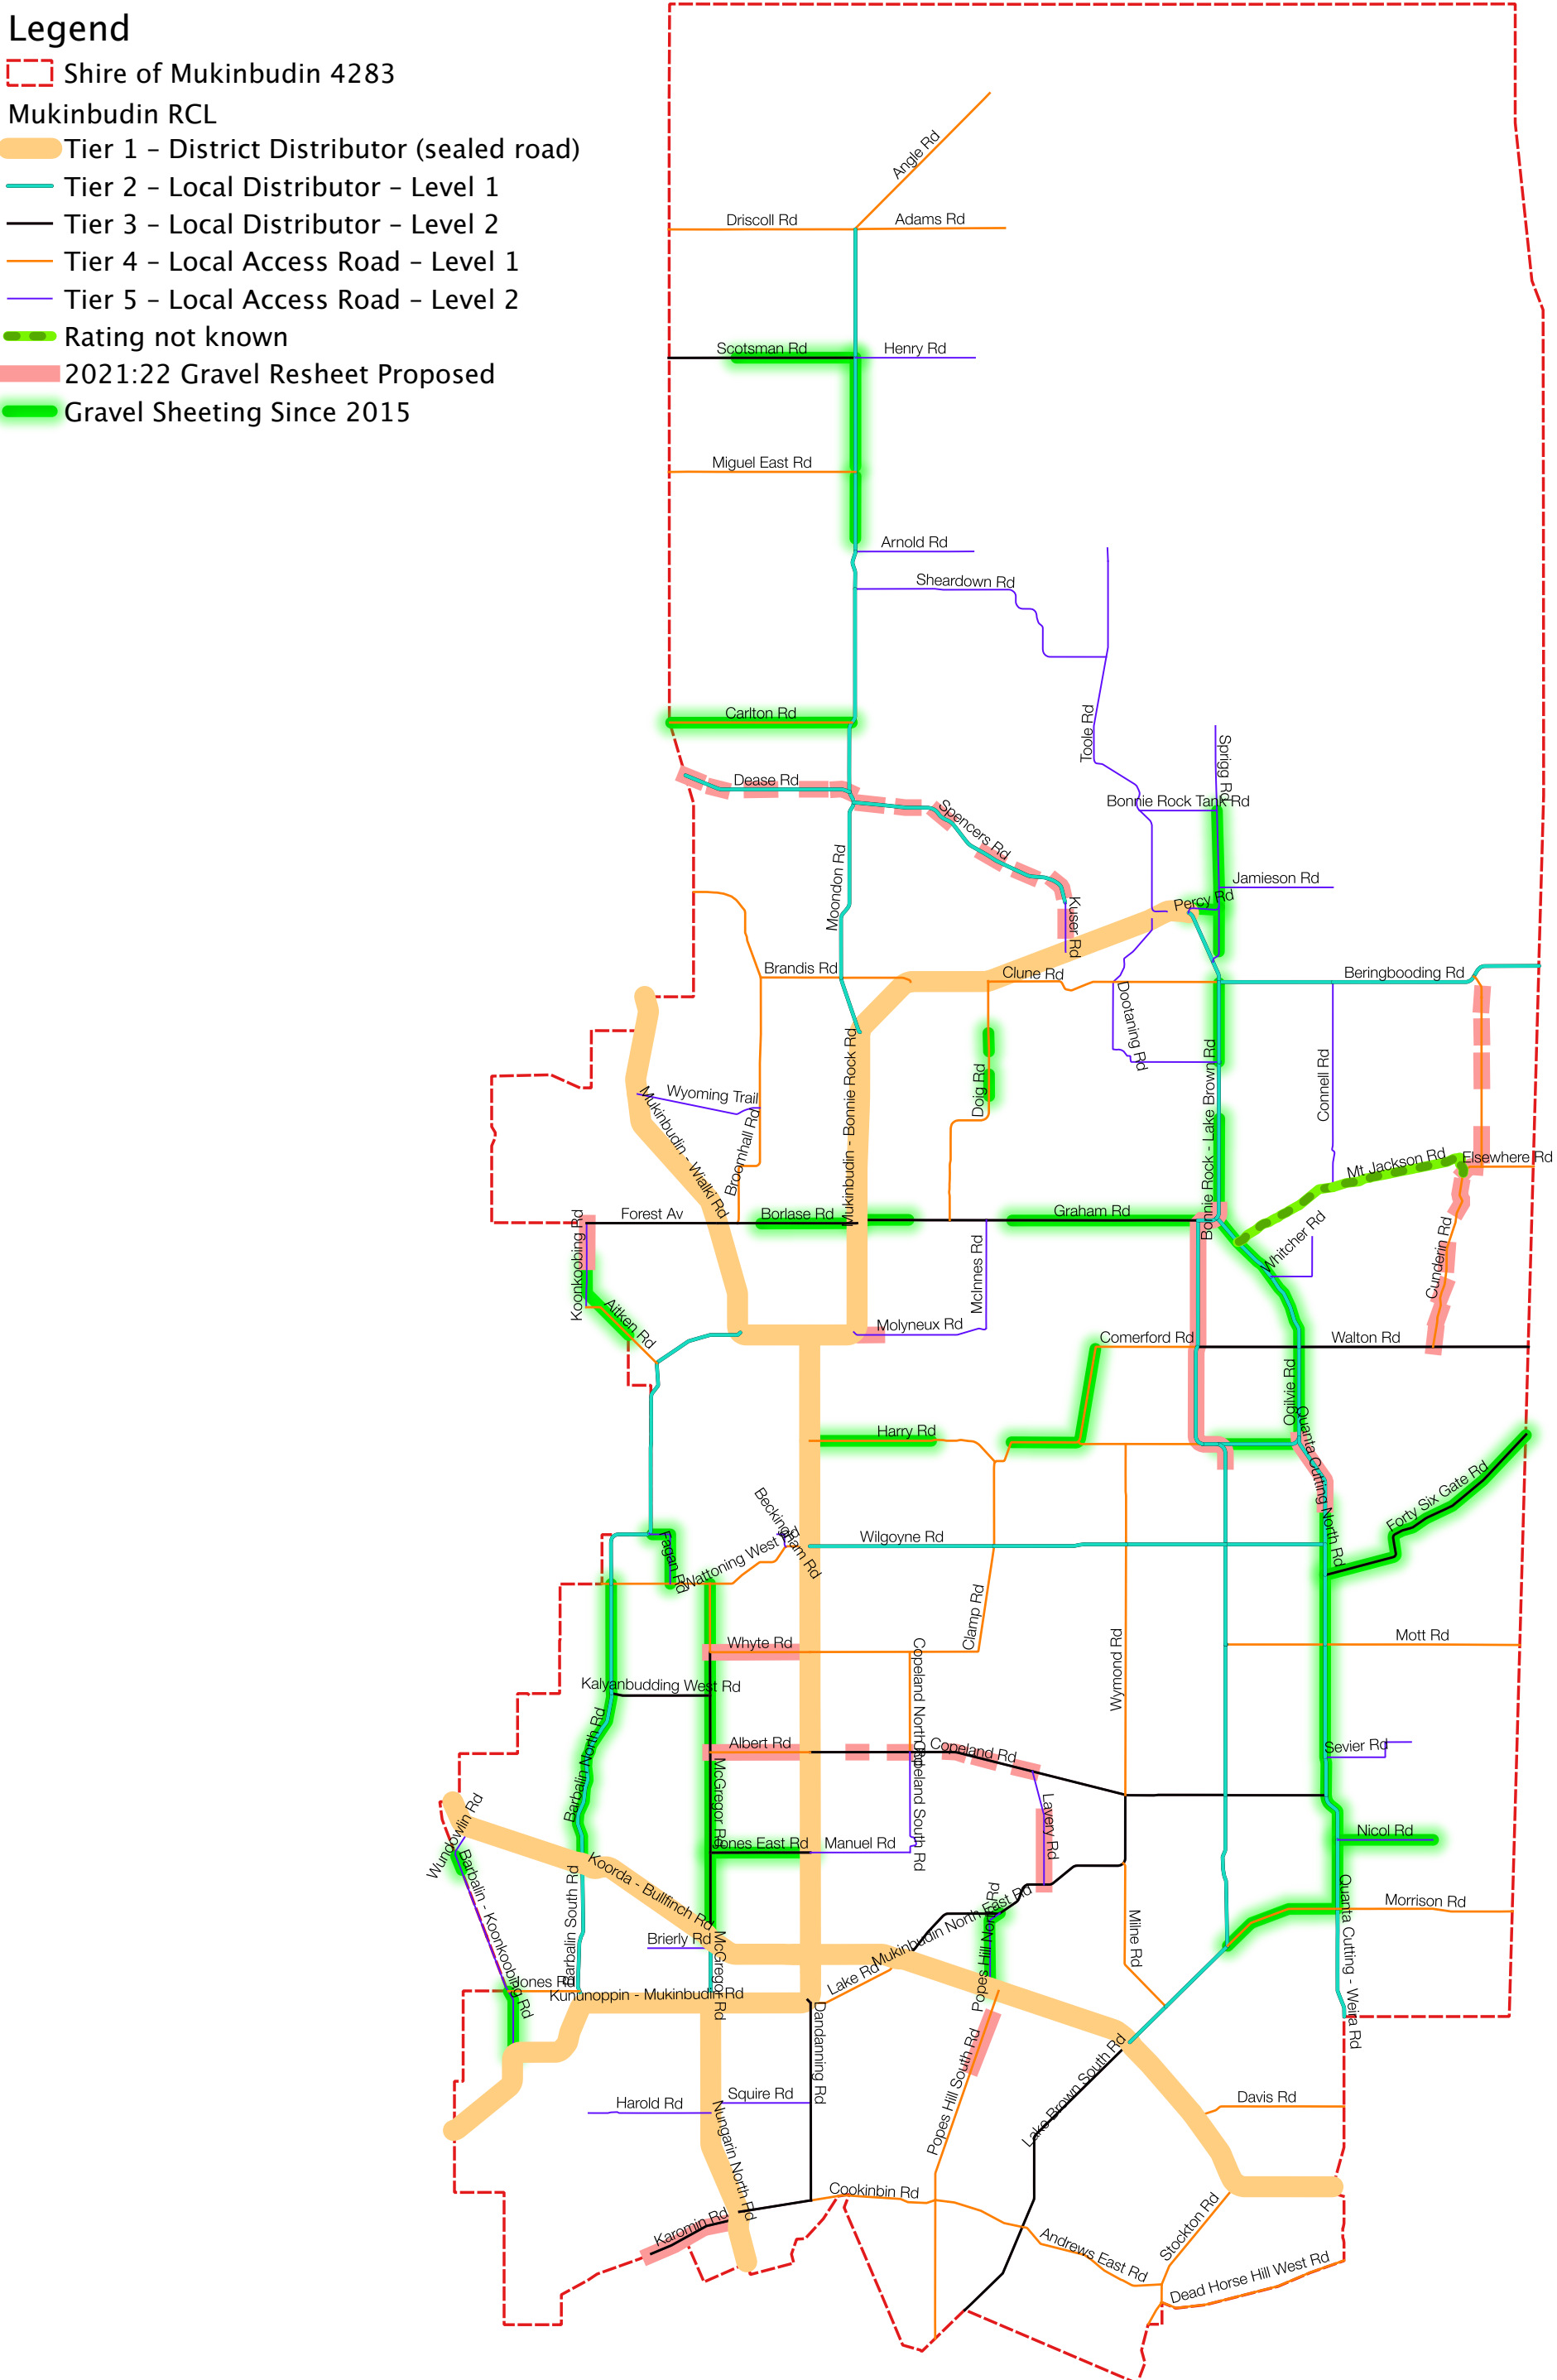 Legend
Shire of Mukinbudin 4283
Mukinbudin RCL
Tier 1 – District Distributor (sealed road)
Tier 2 – Local Distributor – Level 1
Tier 3 – Local Distributor – Level 2
Tier 4 – Local Access Road – Level 1
Tier 5 – Local Access Road – Level 2
Rating not known
2021:22 Gravel Resheet Proposed
Gravel Sheeting Since 2015
Angle Rd
Driscoll Rd
Adams Rd
Scotsman Rd
Henry Rd
Miguel East Rd
Arnold Rd
Sheardown Rd
Carlton Rd
Toole Rd
Sprigg Rd
Dease Rd
Bonnie Rock Tank Rd
Spencers Rd
Moondon Rd
Jamieson Rd
Percy Rd
Kuser Rd
Brandis Rd
Clune Rd
Beringbooding Rd
Dootaning Rd
Mukinbudin - Bonnie Rock Rd
Bonnie Rock - Lake Brown Rd
Connell Rd
Doig Rd
Wyoming Trail
Mukinbudin - Wialki Rd
Broomhall Rd
Mt Jackson Rd
Elsewhere Rd
Forest Av
Borlase Rd
Graham Rd
Koonkoobing Rd
McInnes Rd
Whitcher Rd
Cunderin Rd
Aitken Rd
Molyneux Rd
Comerford Rd
Walton Rd
Ogilvie Rd
Harry Rd
Quanta Cutting North Rd
Forty Six Gate Rd
Beckingham Rd
Wattoning West Rd
Fagan Rd
Wilgoyne Rd
Clamp Rd
Wymond Rd
Whyte Rd
Mott Rd
Copeland North Rd
Kalyanbudding West Rd
Barbalin North Rd
Albert Rd
Copeland Rd
Sevier Rd
McGregor Rd
Copeland South Rd
Lavery Rd
Wundowlin Rd
Jones East Rd
Manuel Rd
Nicol Rd
Koorda - Bullfinch Rd
Barbalin - Koonkoobing Rd
Barbalin South Rd
Mukinbudin North East Rd
Popes Hill North Rd
Morrison Rd
Quanta Cutting - Weira Rd
Milne Rd
Brierly Rd
McGregor Rd
Lake Rd
Jones Rd
Kununoppin - Mukinbudin Rd
Dandanning Rd
Popes Hill South Rd
Lake Brown South Rd
Squire Rd
Harold Rd
Davis Rd
Nungarin North Rd
Cookinbin Rd
Karomin Rd
Andrews East Rd
Stockton Rd
Dead Horse Hill West Rd